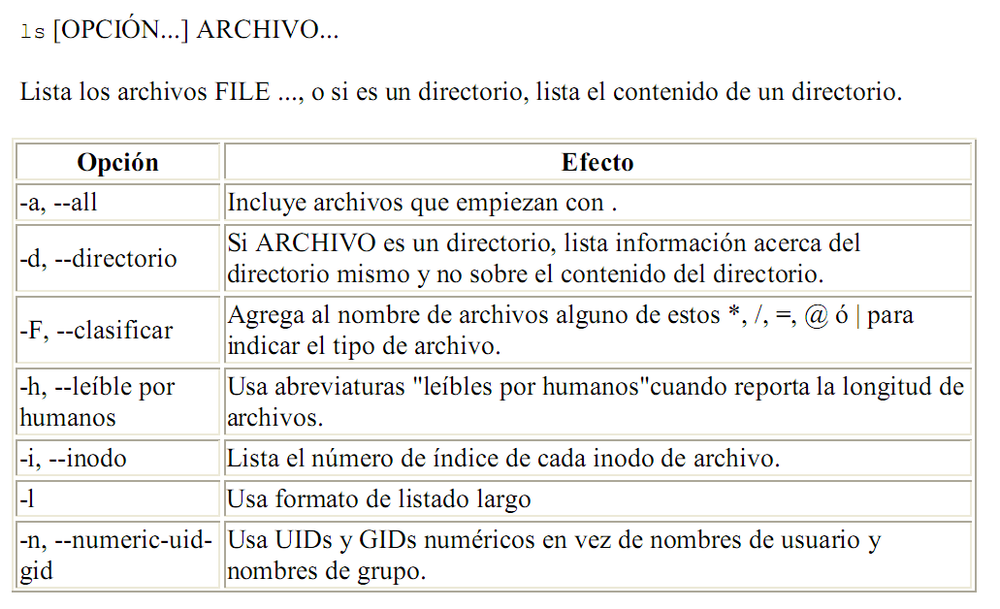 ls [OPCIÓN...] ARCHIVO...
Lista los archivos FILE ..., o si es un directorio, lista el contenido de un directorio.
Opción Efecto
-a, --all Incluye archivos que empiezan con .
-d, --directorio Si ARCHIVO es un directorio, lista información acerca del
directorio mismo y no sobre el contenido del directorio.
-F, --clasificar Agrega al nombre de archivos alguno de estos *, /, =, @ ó | para
indicar el tipo de archivo.
-h, --leíble por
humanos
Usa abreviaturas "leíbles por humanos"cuando reporta la longitud de
archivos.
-i, --inodo Lista el número de índice de cada inodo de archivo.
-l Usa formato de listado largo
-n, --numeric-uid-
gid
Usa UIDs y GIDs numéricos en vez de nombres de usuario y
nombres de grupo.